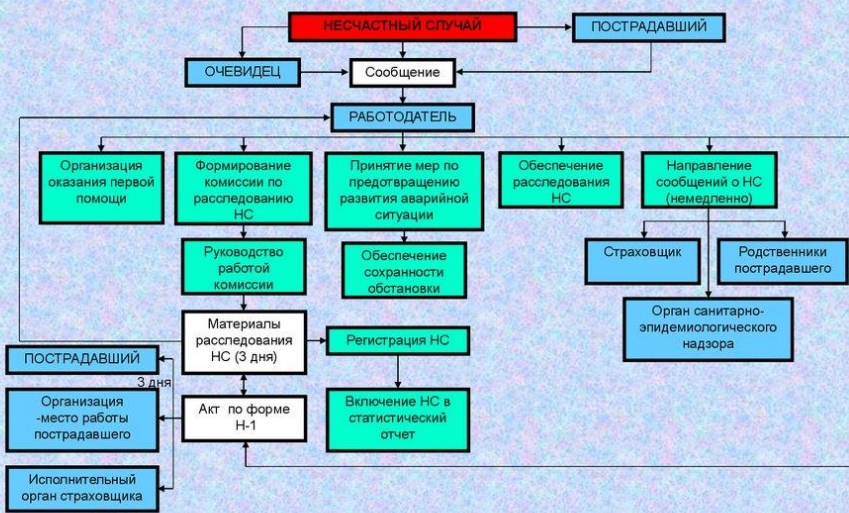 НЕСЧАСТНЫЙ СЛУЧАЙ
ПОСТРАДАВШИЙ
ОЧЕВИДЕЦ
Сообщение
РАБОТОДАТЕЛЬ
Организация
оказания первой
помощи
Формирование
комиссии по
расследованию
НС
Принятие мер по
предотвращению
развития аварийной
ситуации
Обеспечение
расследования
НС
Направление
сообщений о НС
(немедленно)
Руководство
работой
комиссии
Обеспечение
сохранности
обстановки
Страховщик
Родственники
пострадавшего
Орган санитарно-
эпидемиологического
надзора
Материалы
расследования
НС (3 дня)
Регистрация НС
ПОСТРАДАВШИЙ
3 дня
Организация
-место работы
пострадавшего
Акт по форме
Н-1
Включение НС в
статистический
отчет
Исполнительный
орган страховщика